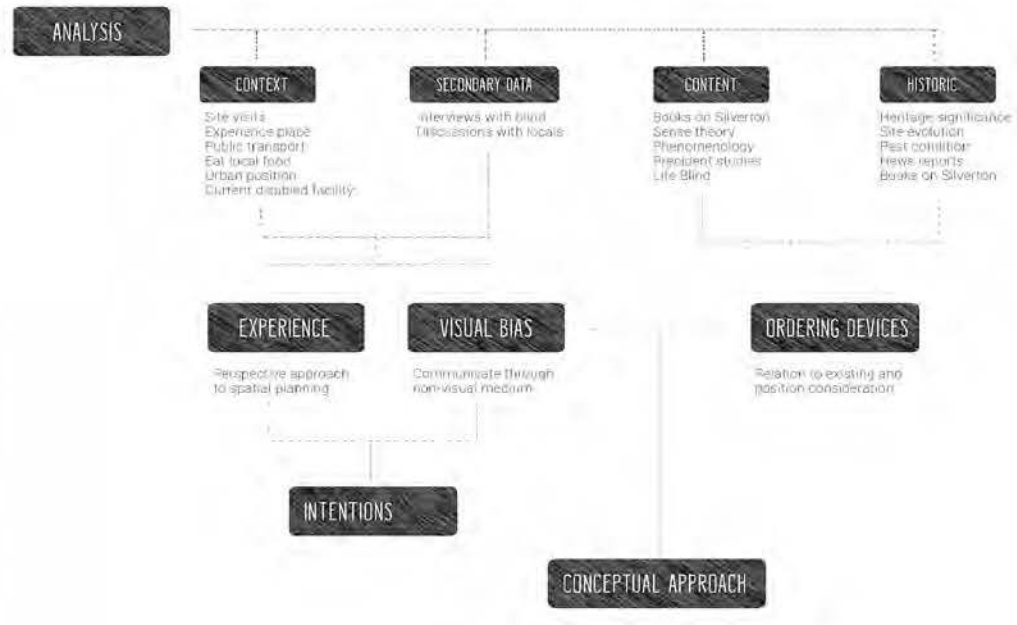 ANALYSIS
CONTEXT
Site visits
Experience place
Public transport
Eat local food
Urban position
Current disabled facility
SECONDARY DATA
Interviews with blind
Disscussions with locals
CONTENT
Books on Silverton
Sense theory
Phenomenology
Precident studies
Life Blind
HISTORIC
Heritage significance
Site evolution
Past condition
News reports
Books on Silverton
EXPERIENCE
Perspective approach
to spatial planning
VISUAL BIAS
Communicate through
non-visual medium
ORDERING DEVICES
Relation to existing and
position consideration
INTENTIONS
CONCEPTUAL APPROACH